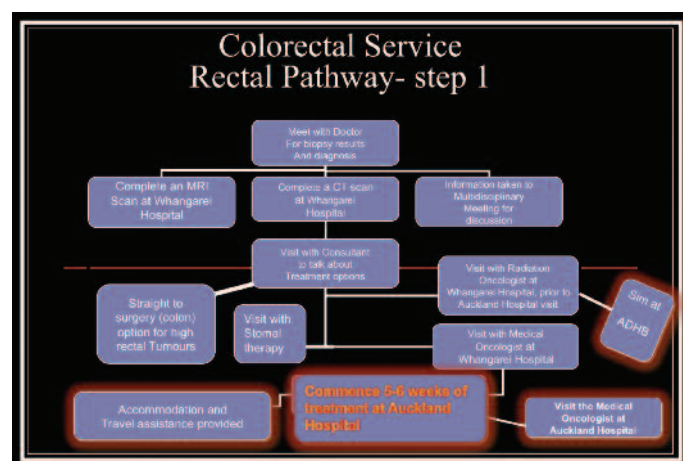 Colorectal Service
Rectal Pathway- step 1
Meet with Doctor
For biopsy results
And diagnosis
Complete an MRI
Scan at Whangarei
Hospital
Complete a CT scan
at Whangarei
Hospital
Information taken to
Multidisciplinary
Meeting for
discussion
Visit with Consultant
to talk about
Treatment options
Visit with Radiation
Oncologist at
Whangarei Hospital, prior to
Auckland Hospital visit
Sim at
ADHB
Straight to
surgery (colon)
option for high
rectal Tumours
Visit with
Stomal
therapy
Visit with Medical
Oncologist at
Whangarei Hospital
Accommodation and
Travel assistance provided
Commence 5-6 weeks of
treatment at Auckland
Hospital
Visit the Medical
Oncologist at
Auckland Hospital